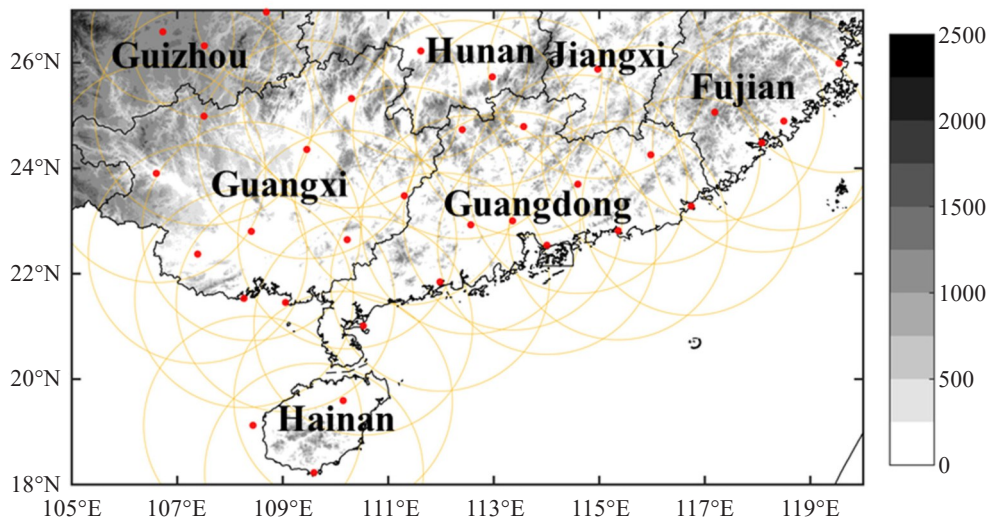 26°N
24°N
22°N
20°N
18°N
105°E 107°E 109°E 111°E 113°E 115°E 117°E 119°E
Guizhou
Hunan
Jiangxi
Fujian
Guangxi
Guangdong
Hainan
2500
2000
1500
1000
500
0